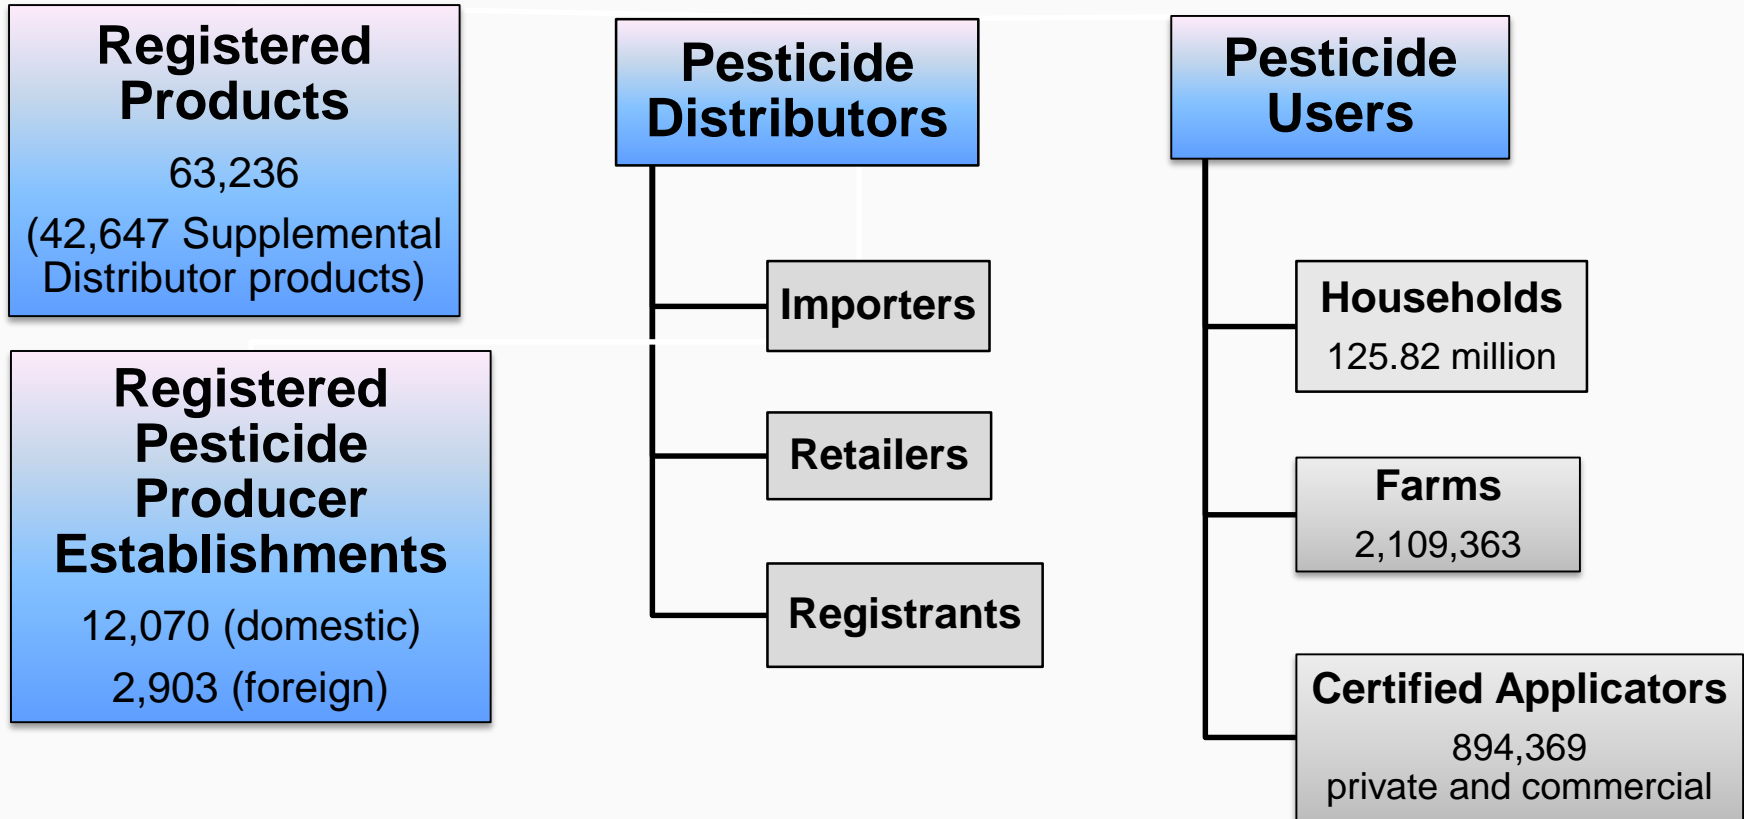 Registered
Products
63,236
(42,647 Supplemental
Distributor products)
Registered
Pesticide
Producer
Establishments
12,070 (domestic)
2,903 (foreign)
Pesticide
Distributors
Importers
Retailers
Registrants
Pesticide
Users
Households
125.82 million
Farms
2,109,363
Certified Applicators
894,369
private and commercial